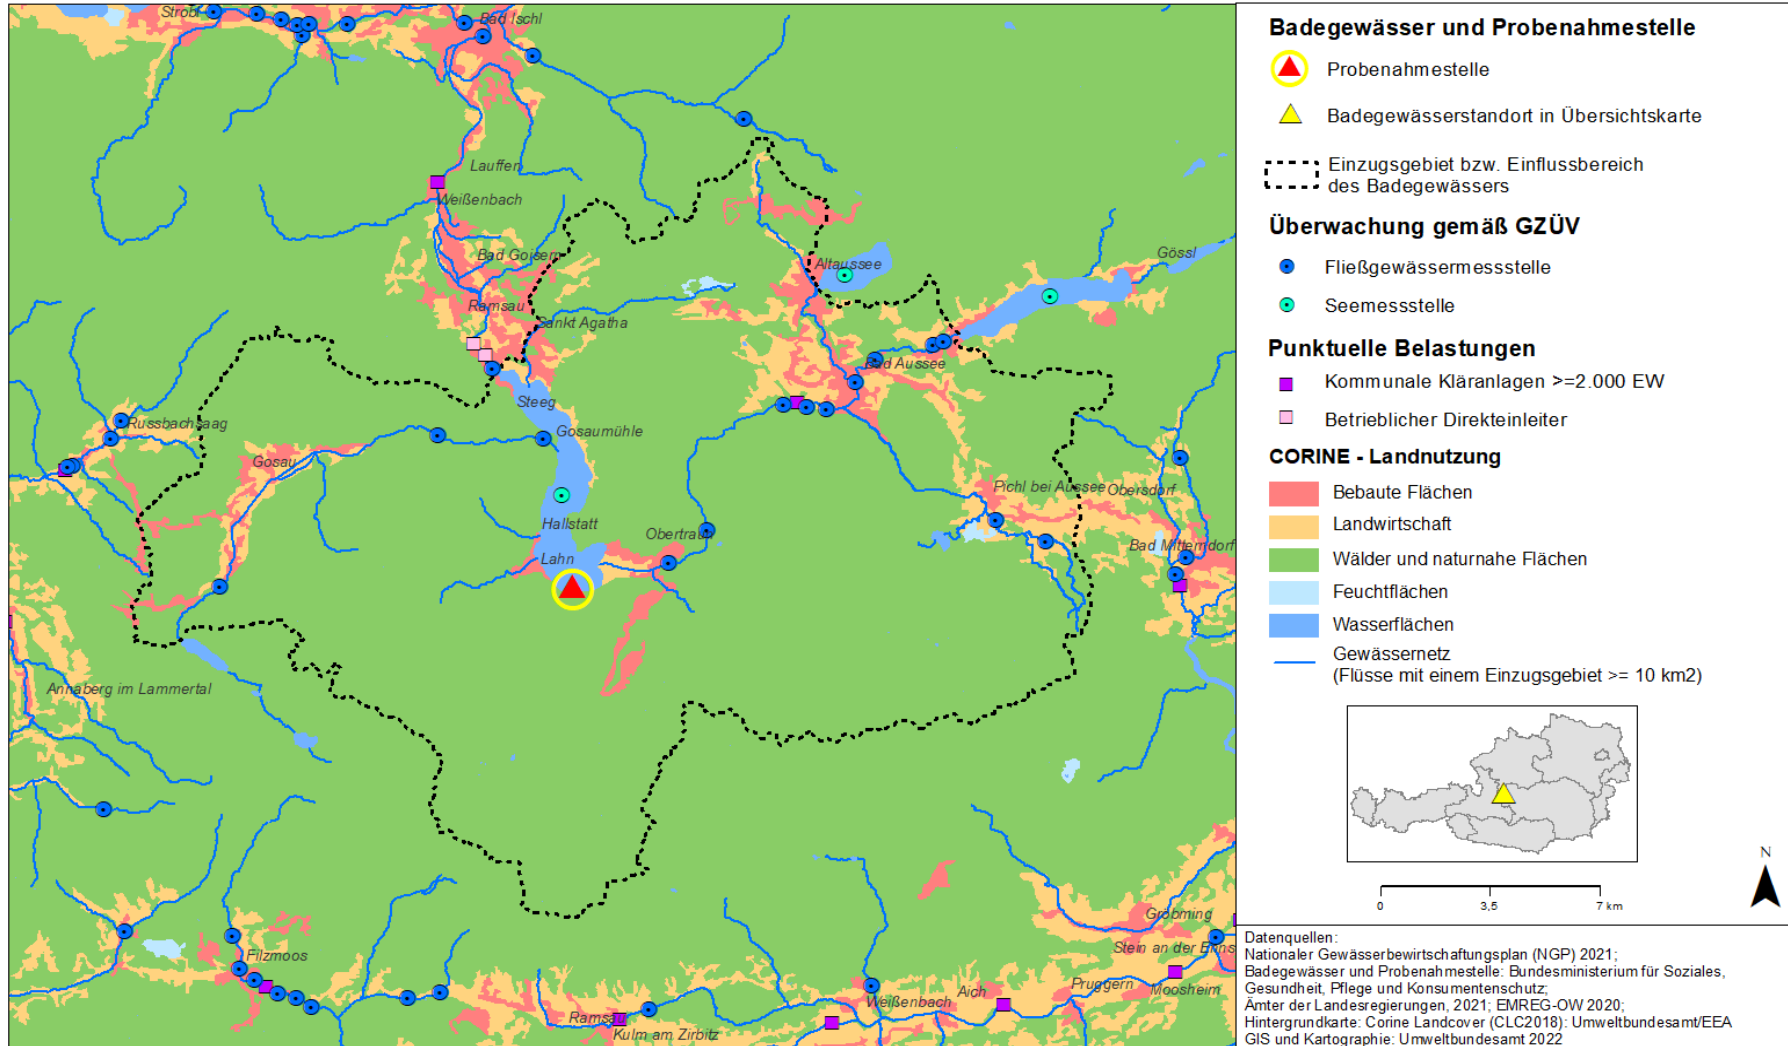 Strobl
Bad Ischl
Lauffen
Weißenbach
Bad Goisern
Ramsau
Sankt Agatha
Altaussee
Gössl
Bad Aussee
Steeg
Gosaumühle
Russbachsaag
Gosau
Pichl bei Aussee
Obersdorf
Hallstatt
Obertraun
Lahn
Bad Mitterndorf
Annaberg im Lammertal
Filzmoos
Gröbming
Stein an der Enns
Ramsau
Kulm am Zirbitz
Weißenbach
Aich
Pruggern
Moosheim
Badegewässer und Probenahmestelle
Probenahmestelle
Badegewässerstandort in Übersichtskarte
Einzugsgebiet bzw. Einflussbereich
des Badegewässers
Überwachung gemäß GZÜV
Fließgewässermessstelle
Seemessstelle
Punktuelle Belastungen
Kommunale Kläranlagen >=2.000 EW
Betrieblicher Direkteinleiter
CORINE - Landnutzung
Bebaute Flächen
Landwirtschaft
Wälder und naturnahe Flächen
Feuchtflächen
Wasserflächen
Gewässernetz
(Flüsse mit einem Einzugsgebiet >= 10 km2)
N
0 3,5 7 km
Datenquellen:
Nationaler Gewässerbewirtschaftungsplan (NGP) 2021;
Badegewässer und Probenahmestelle: Bundesministerium für Soziales,
Gesundheit, Pflege und Konsumentenschutz;
Ämter der Landesregierungen, 2021; EMREG-OW 2020;
Hintergrundkarte: Corine Landcover (CLC2018): Umweltbundesamt/EEA
GIS und Kartographie: Umweltbundesamt 2022